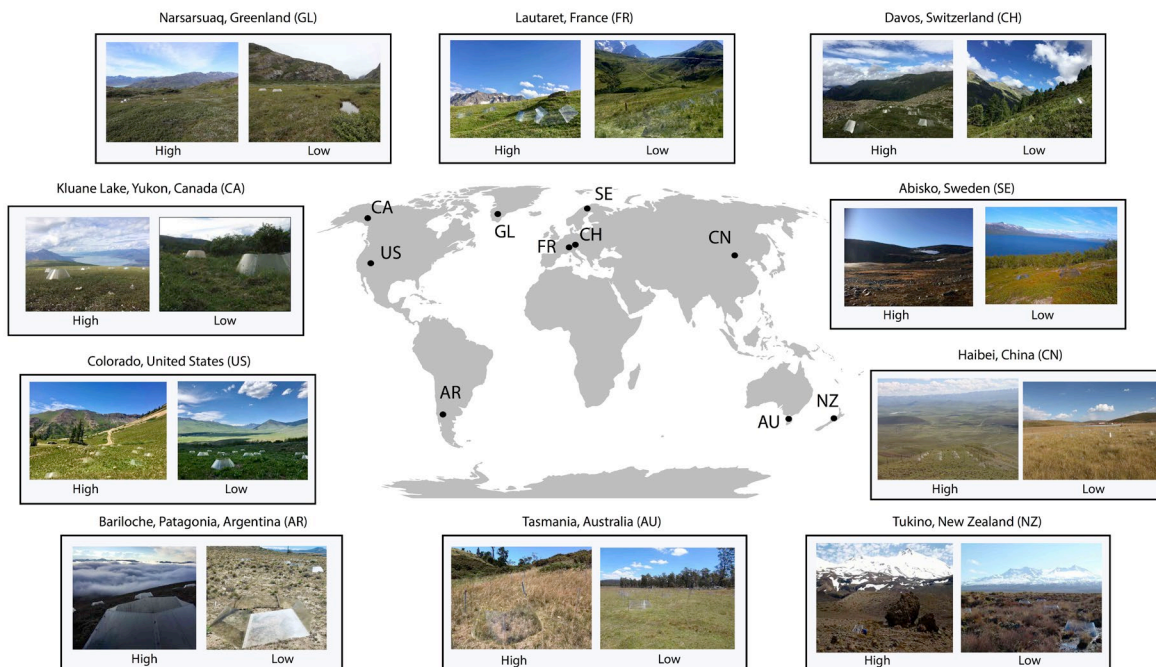 Narsarsuaq, Greenland (GL)
High
Low
Lautaret, France (FR)
High
Low
Davos, Switzerland (CH)
High
Low
Kluane Lake, Yukon, Canada (CA)
High
Low
CA
US
GL
SE
FR
CH
CN
AR
AU
NZ
Abisko, Sweden (SE)
High
Low
Colorado, United States (US)
High
Low
Haibei, China (CN)
High
Low
Bariloche, Patagonia, Argentina (AR)
High
Low
Tasmania, Australia (AU)
High
Low
Tukino, New Zealand (NZ)
High
Low